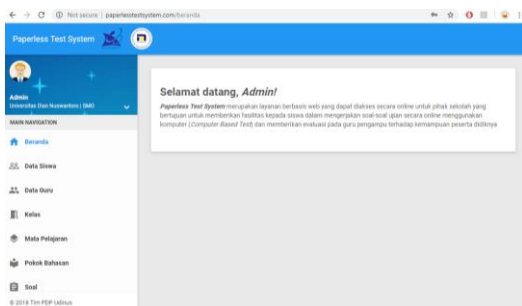 Not secure | paperlesstestsystem.com/beranda
Paperless Test System
Admin
Universitas Dian Nuswantoro | SMG
MAIN NAVIGATION
Beranda
Data Siswa
Data Guru
Kelas
Mata Pelajaran
Pokok Bahasan
Soal
© 2018 Tim PDP Udinus
Selamat datang, Admin!
Paperless Test System merupakan layanan berbasis web yang dapat diakses secara online untuk pihak sekolah yang
bertujuan untuk memberikan fasilitas kepada siswa dalam mengerjakan soal-soal ujian secara online menggunakan
komputer (Computer Based Test) dan memberikan evaluasi pada guru pengampu terhadap kemampuan peserta didiknya